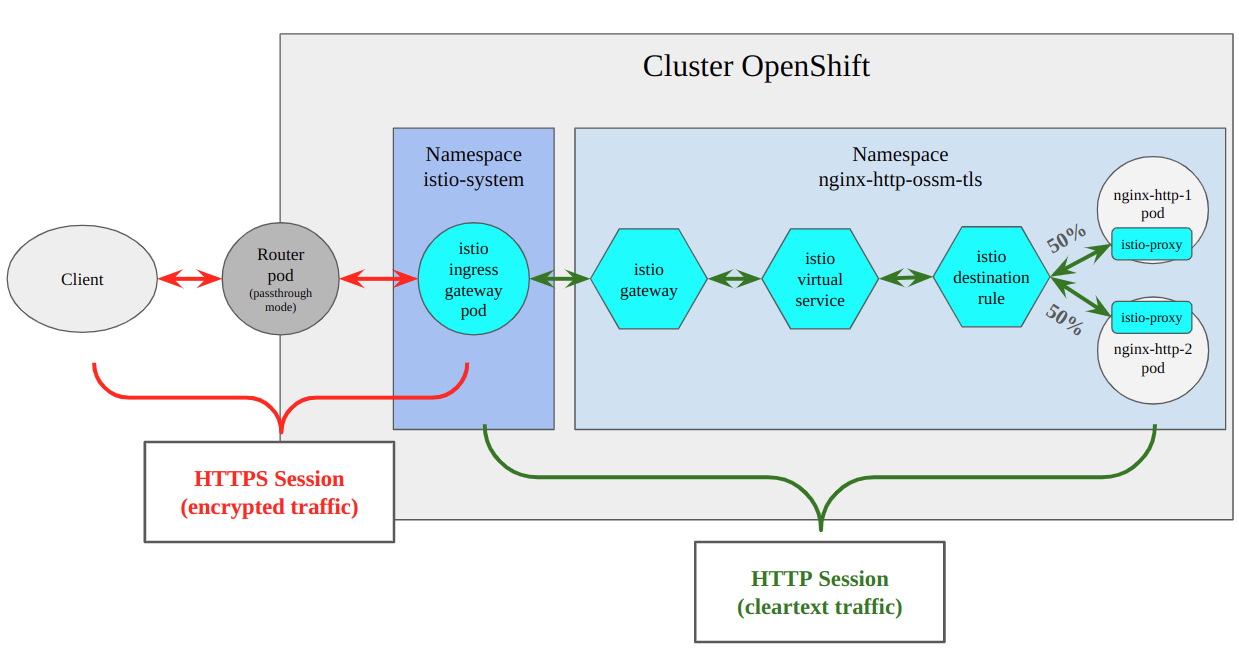 Cluster OpenShift
Namespace
istio-system
Namespace
nginx-http-ossm-tls
Client
Router
pod
(passthrough
mode)
istio
ingress
gateway
pod
istio
gateway
istio
virtual
service
istio
destination
rule
50%
50%
nginx-http-1
pod
istio-proxy
istio-proxy
nginx-http-2
pod
HTTPS Session
(encrypted traffic)
HTTP Session
(cleartext traffic)